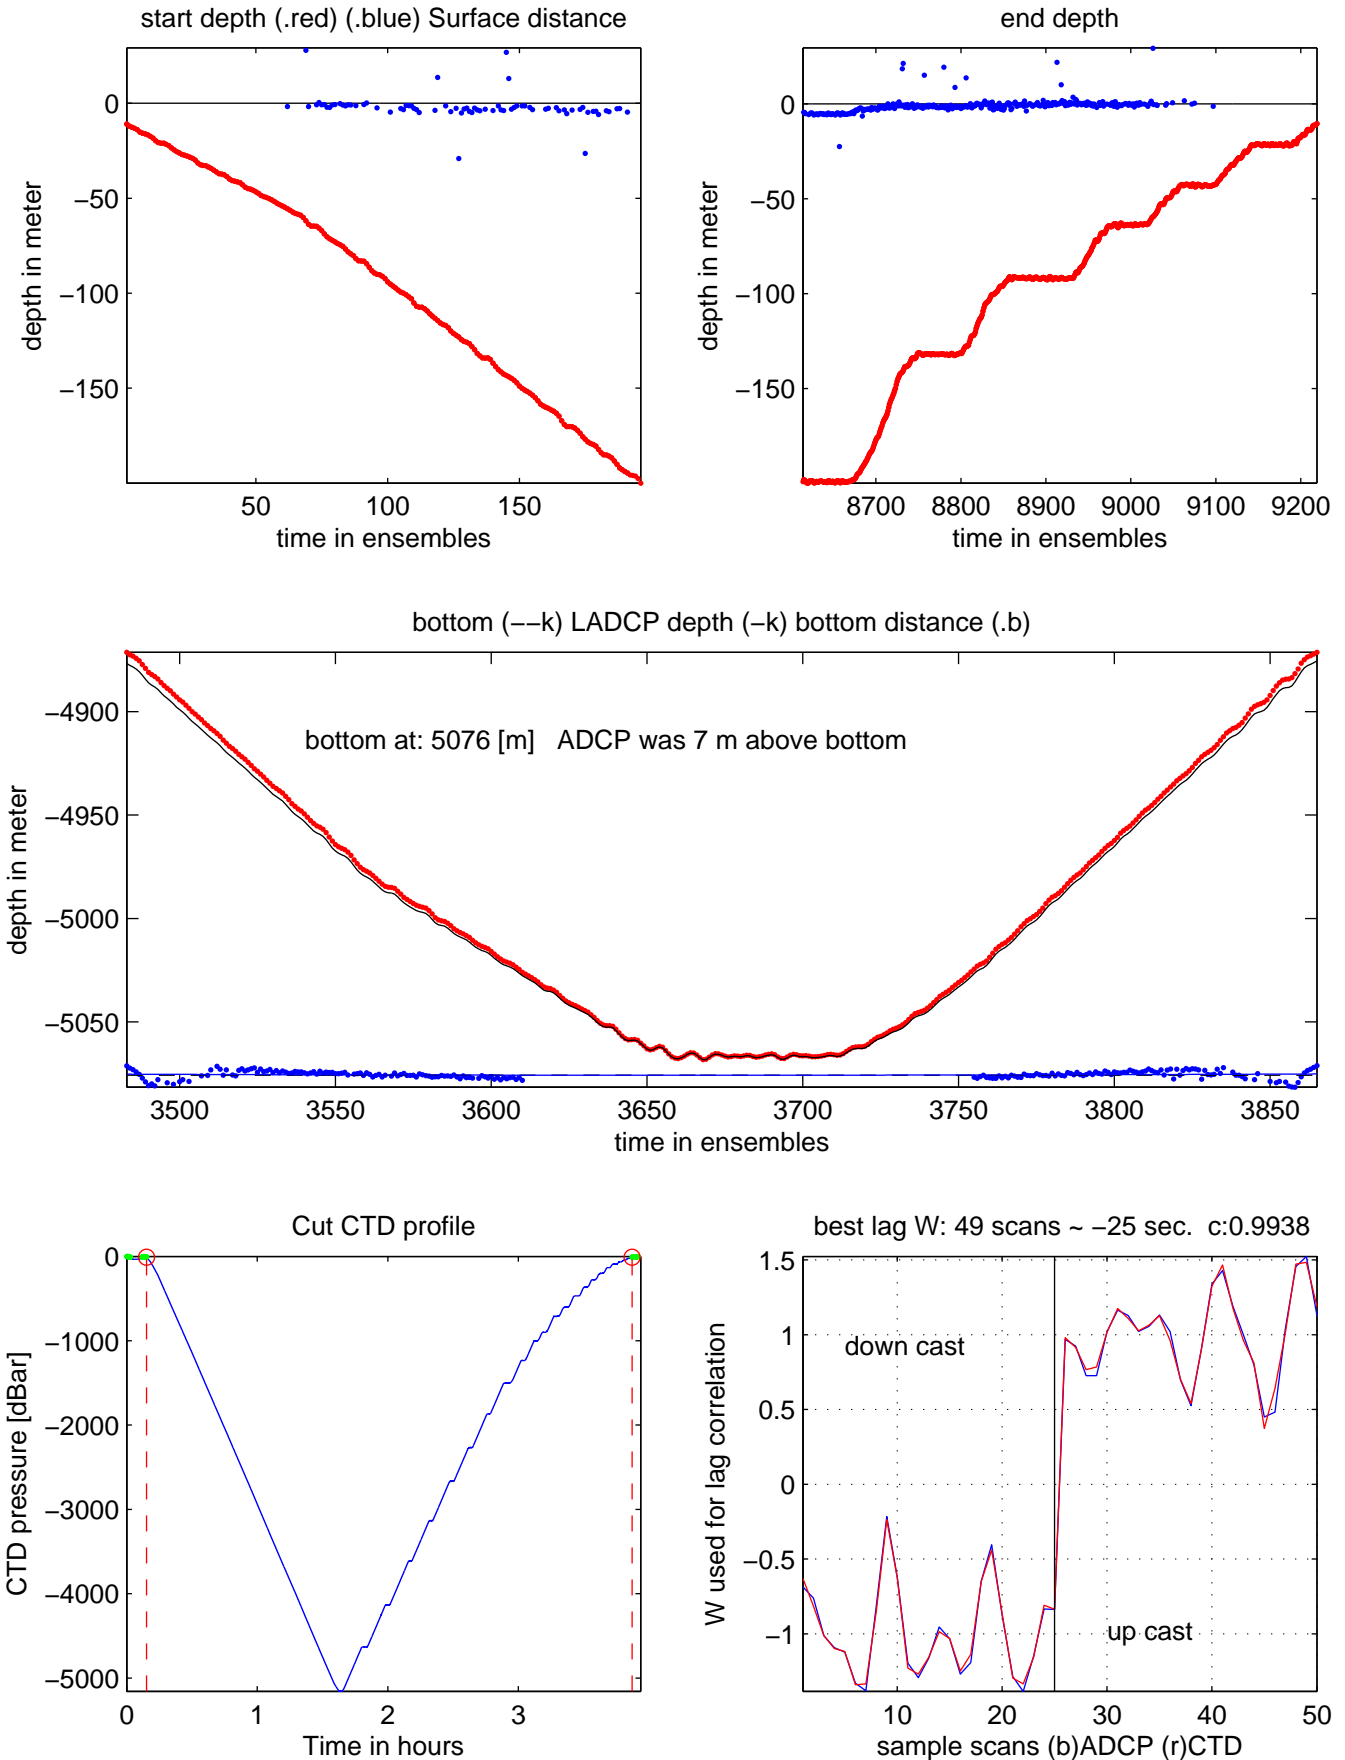 start depth (.red) (.blue) Surface distance
end depth
0
−50
−100
−150
depth in meter
50
100
150
time in ensembles
0
−50
−100
−150
depth in meter
8700
8800
8900
9000
9100
9200
time in ensembles
bottom (−−k) LADCP depth (−k) bottom distance (.b)
bottom at: 5076 [m]   ADCP was 7 m above bottom
−4900
−4950
−5000
−5050
depth in meter
3500
3550
3600
3650
3700
3750
3800
3850
time in ensembles
Cut CTD profile
0
−1000
−2000
−3000
−4000
−5000
CTD pressure [dBar]
0
1
2
3
Time in hours
best lag W: 49 scans ~ −25 sec.  c:0.9938
1.5
1
0.5
0
−0.5
−1
W used for lag correlation
down cast
up cast
10
20
30
40
50
sample scans (b)ADCP (r)CTD